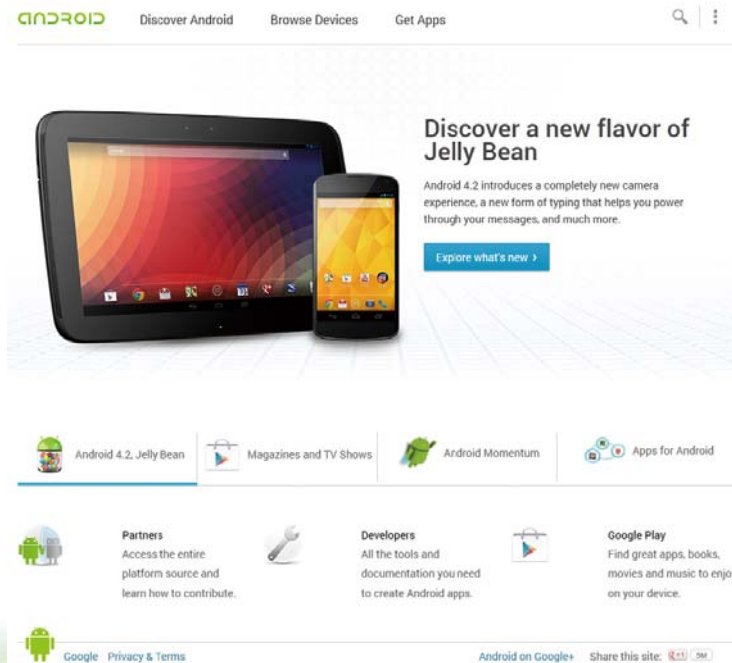 android
Discover Android
Browse Devices
Get Apps
Discover a new flavor of
Jelly Bean
Android 4.2 introduces a completely new camera
experience, a new form of typing that helps you power
through your messages, and much more.
Explore what's new ›
Android 4.2, Jelly Bean
Magazines and TV Shows
Android Momentum
Apps for Android
Partners
Access the entire
platform source and
learn how to contribute.
Developers
All the tools and
documentation you need
to create Android apps.
Google Play
Find great apps, books,
movies and music to enjo
on your device.
Google
Privacy & Terms
Android on Google+
Share this site:
+1
5M